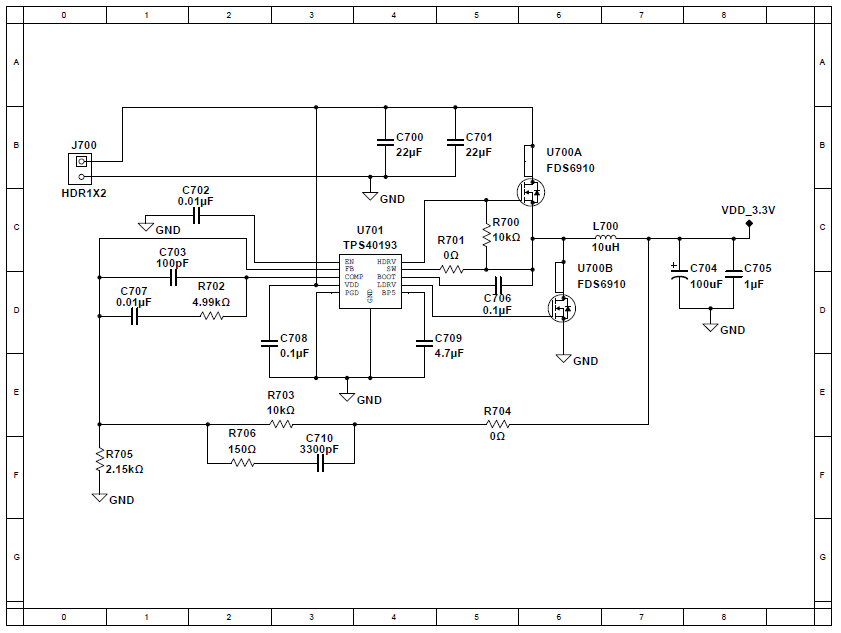 0 1 2 3 4 5 6 7 8
A A
B B
J700
HDR1X2
C700
22µF
C701
22µF
U700A
FDS6910
GND
C C
C702
0.01µF
GND
U701
TPS40193
R700
10kΩ
R701
0Ω
L700
10uH
VDD_3.3V
C703
100pF
EN HDRV
FB SW
COMP BOOT
VDD LDRV
PGD BP5
GND
U700B
FDS6910
C704
100uF
C705
1µF
D D
C707
0.01µF
R702
4.99kΩ
C706
0.1µF
GND
C708
0.1µF
C709
4.7µF
GND
E E
GND
R703
10kΩ
R704
0Ω
F F
R706
150Ω
C710
3300pF
R705
2.15kΩ
GND
G G
0 1 2 3 4 5 6 7 8